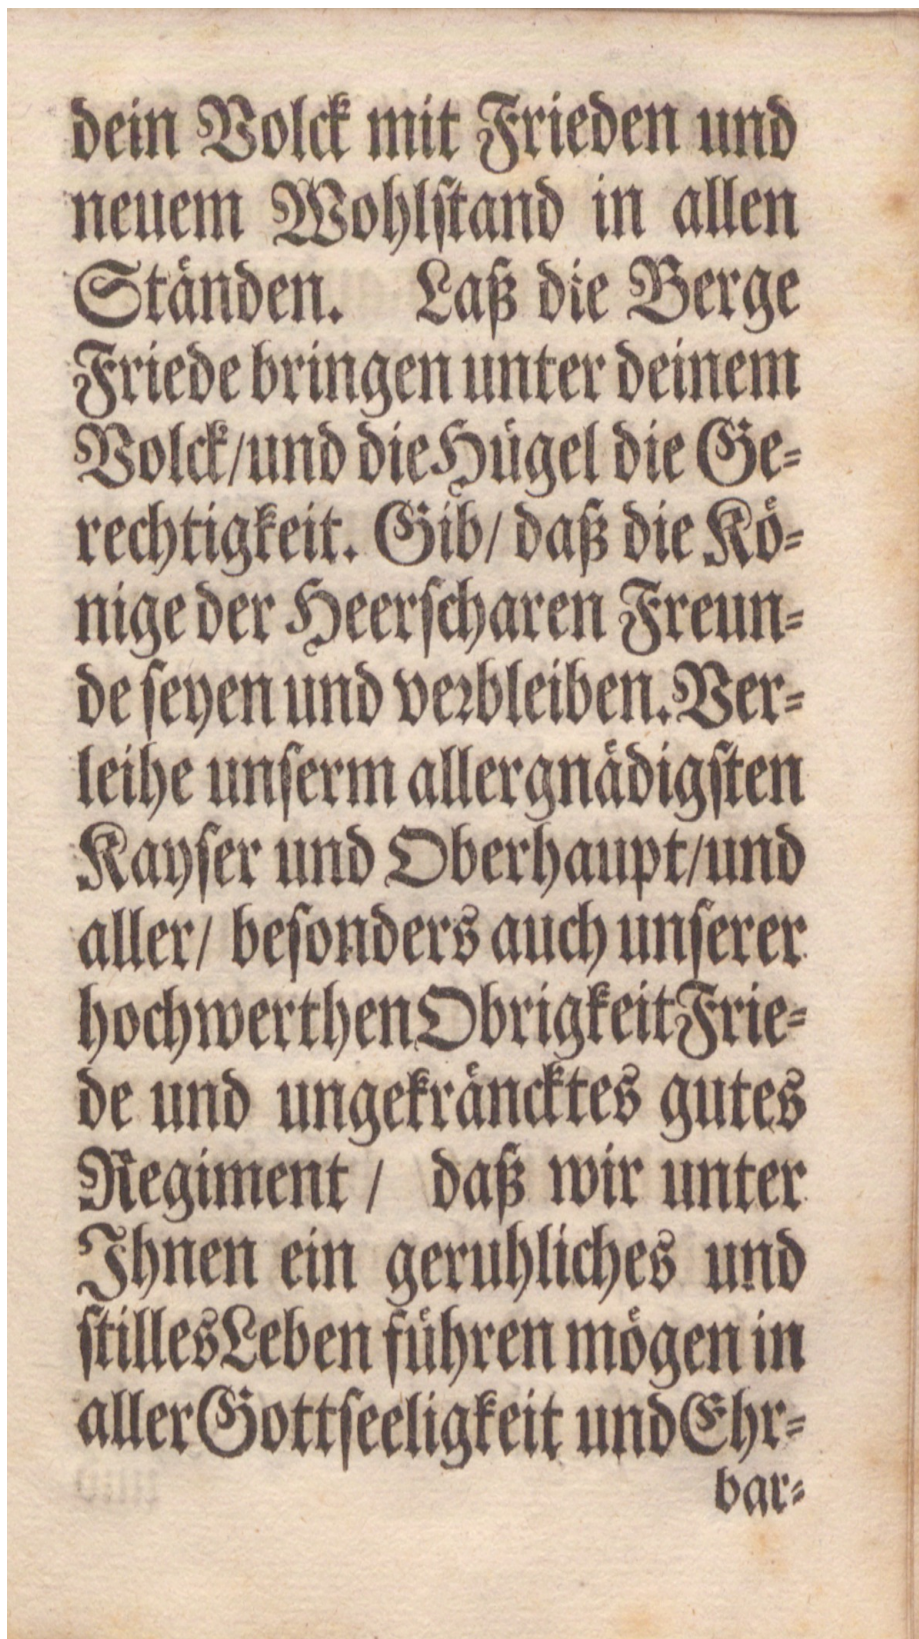 dein Volck mit Frieden und
neuem Wohlſtand in allen
Ständen. Laß die Berge
Friede bringen unter deinem
Volck/und die Hügel die Ge-
rechtigkeit. Gib/ daß die Kö-
nige der Heerſcharen Freun-
de ſeyen und veꝛbleiben. Ver-
leihe unſerm allergnädigſten
Kayſer und Oberhaupt/und
aller/ beſonders auch unſerer
hochwerthen Obrigkeit Frie-
de und ungekräncktes gutes
Regiment / daß wir unter
Ihnen ein geruhliches und
ſtilles Leben führen mögen in
aller Gottſeeligkeit und Ehr-
bar-